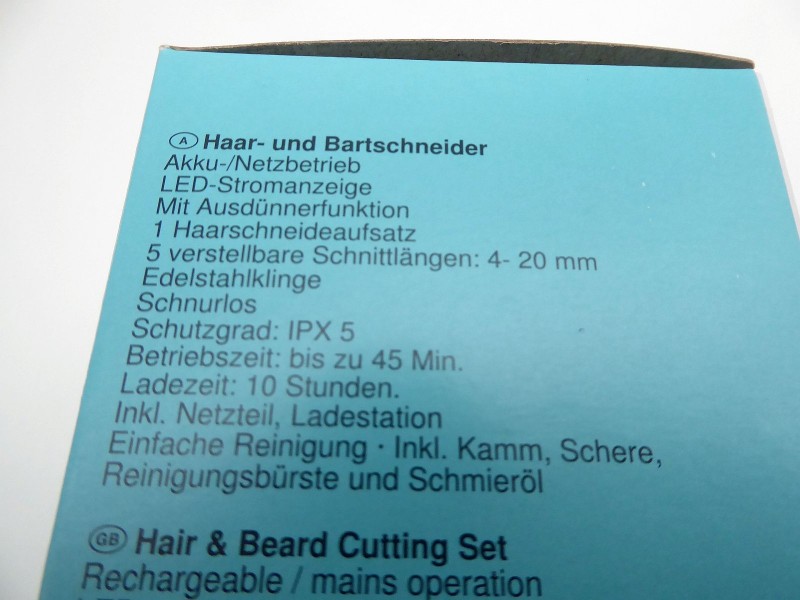 A Haar- und Bartschneider
Akku-/Netzbetrieb
LED-Stromanzeige
Mit Ausdünnerfunktion
1 Haarschneideaufsatz
5 verstellbare Schnittlängen: 4- 20 mm
Edelstahlklinge
Schnurlos
Schutzgrad: IPX 5
Betriebszeit: bis zu 45 Min.
Ladezeit: 10 Stunden.
Inkl. Netzteil, Ladestation
Einfache Reinigung · Inkl. Kamm, Schere,
Reinigungsbürste und Schmieröl
GB Hair & Beard Cutting Set
Rechargeable / mains operation